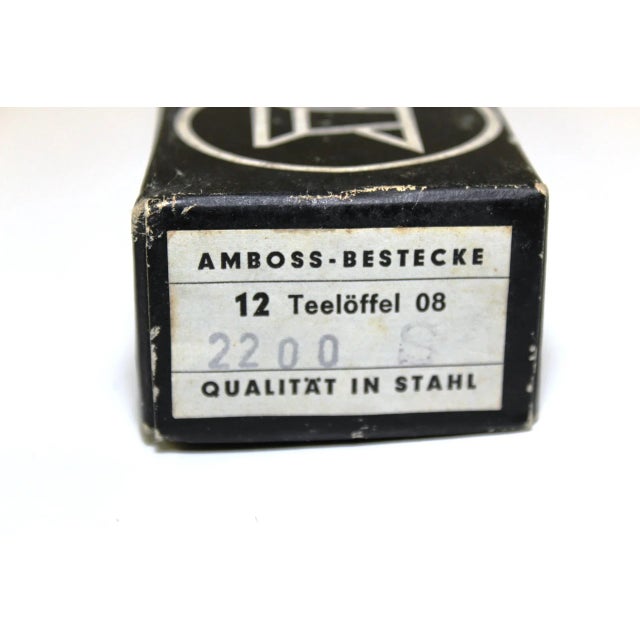 AMBOSS-BESTECKE
12 Teelöffel 08
2200 S
QUALITÄT IN STAHL